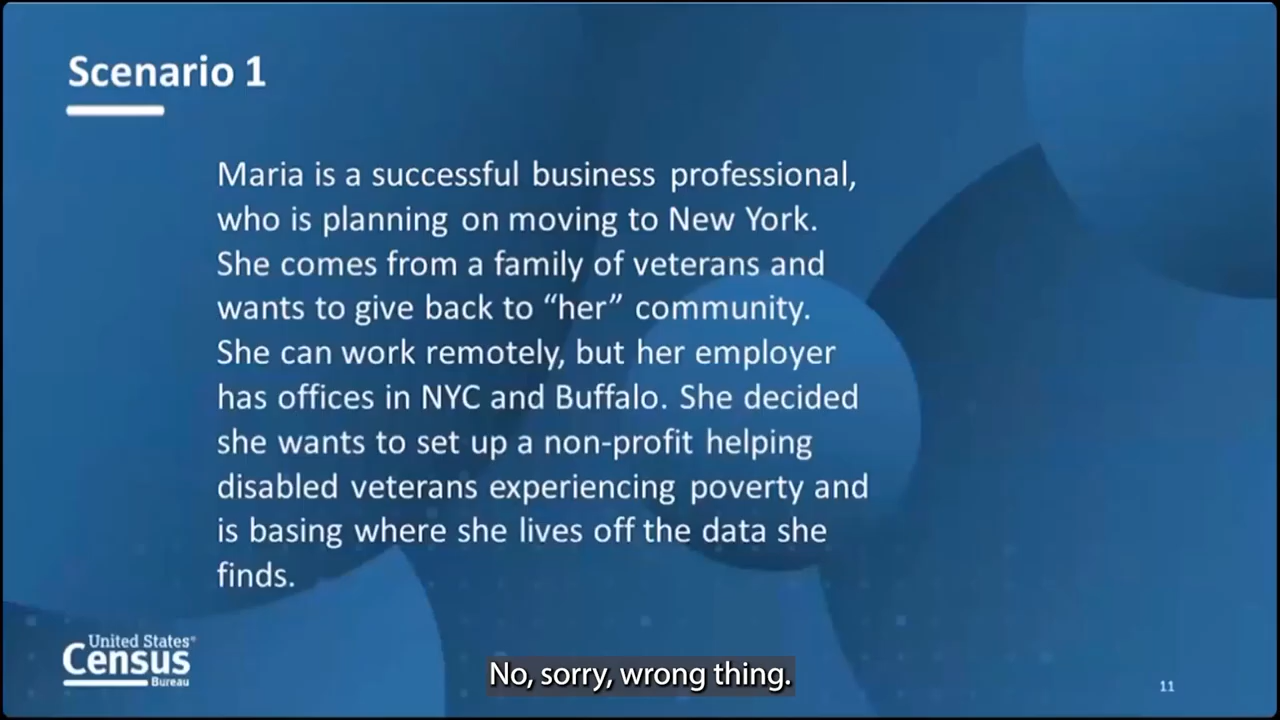 Scenario 1
Maria is a successful business professional,
who is planning on moving to New York.
She comes from a family of veterans and
wants to give back to “her” community.
She can work remotely, but her employer
has offices in NYC and Buffalo. She decided
she wants to set up a non-profit helping
disabled veterans experiencing poverty and
is basing where she lives off the data she
finds.
United States®
Census
Bureau
No, sorry, wrong thing.
11